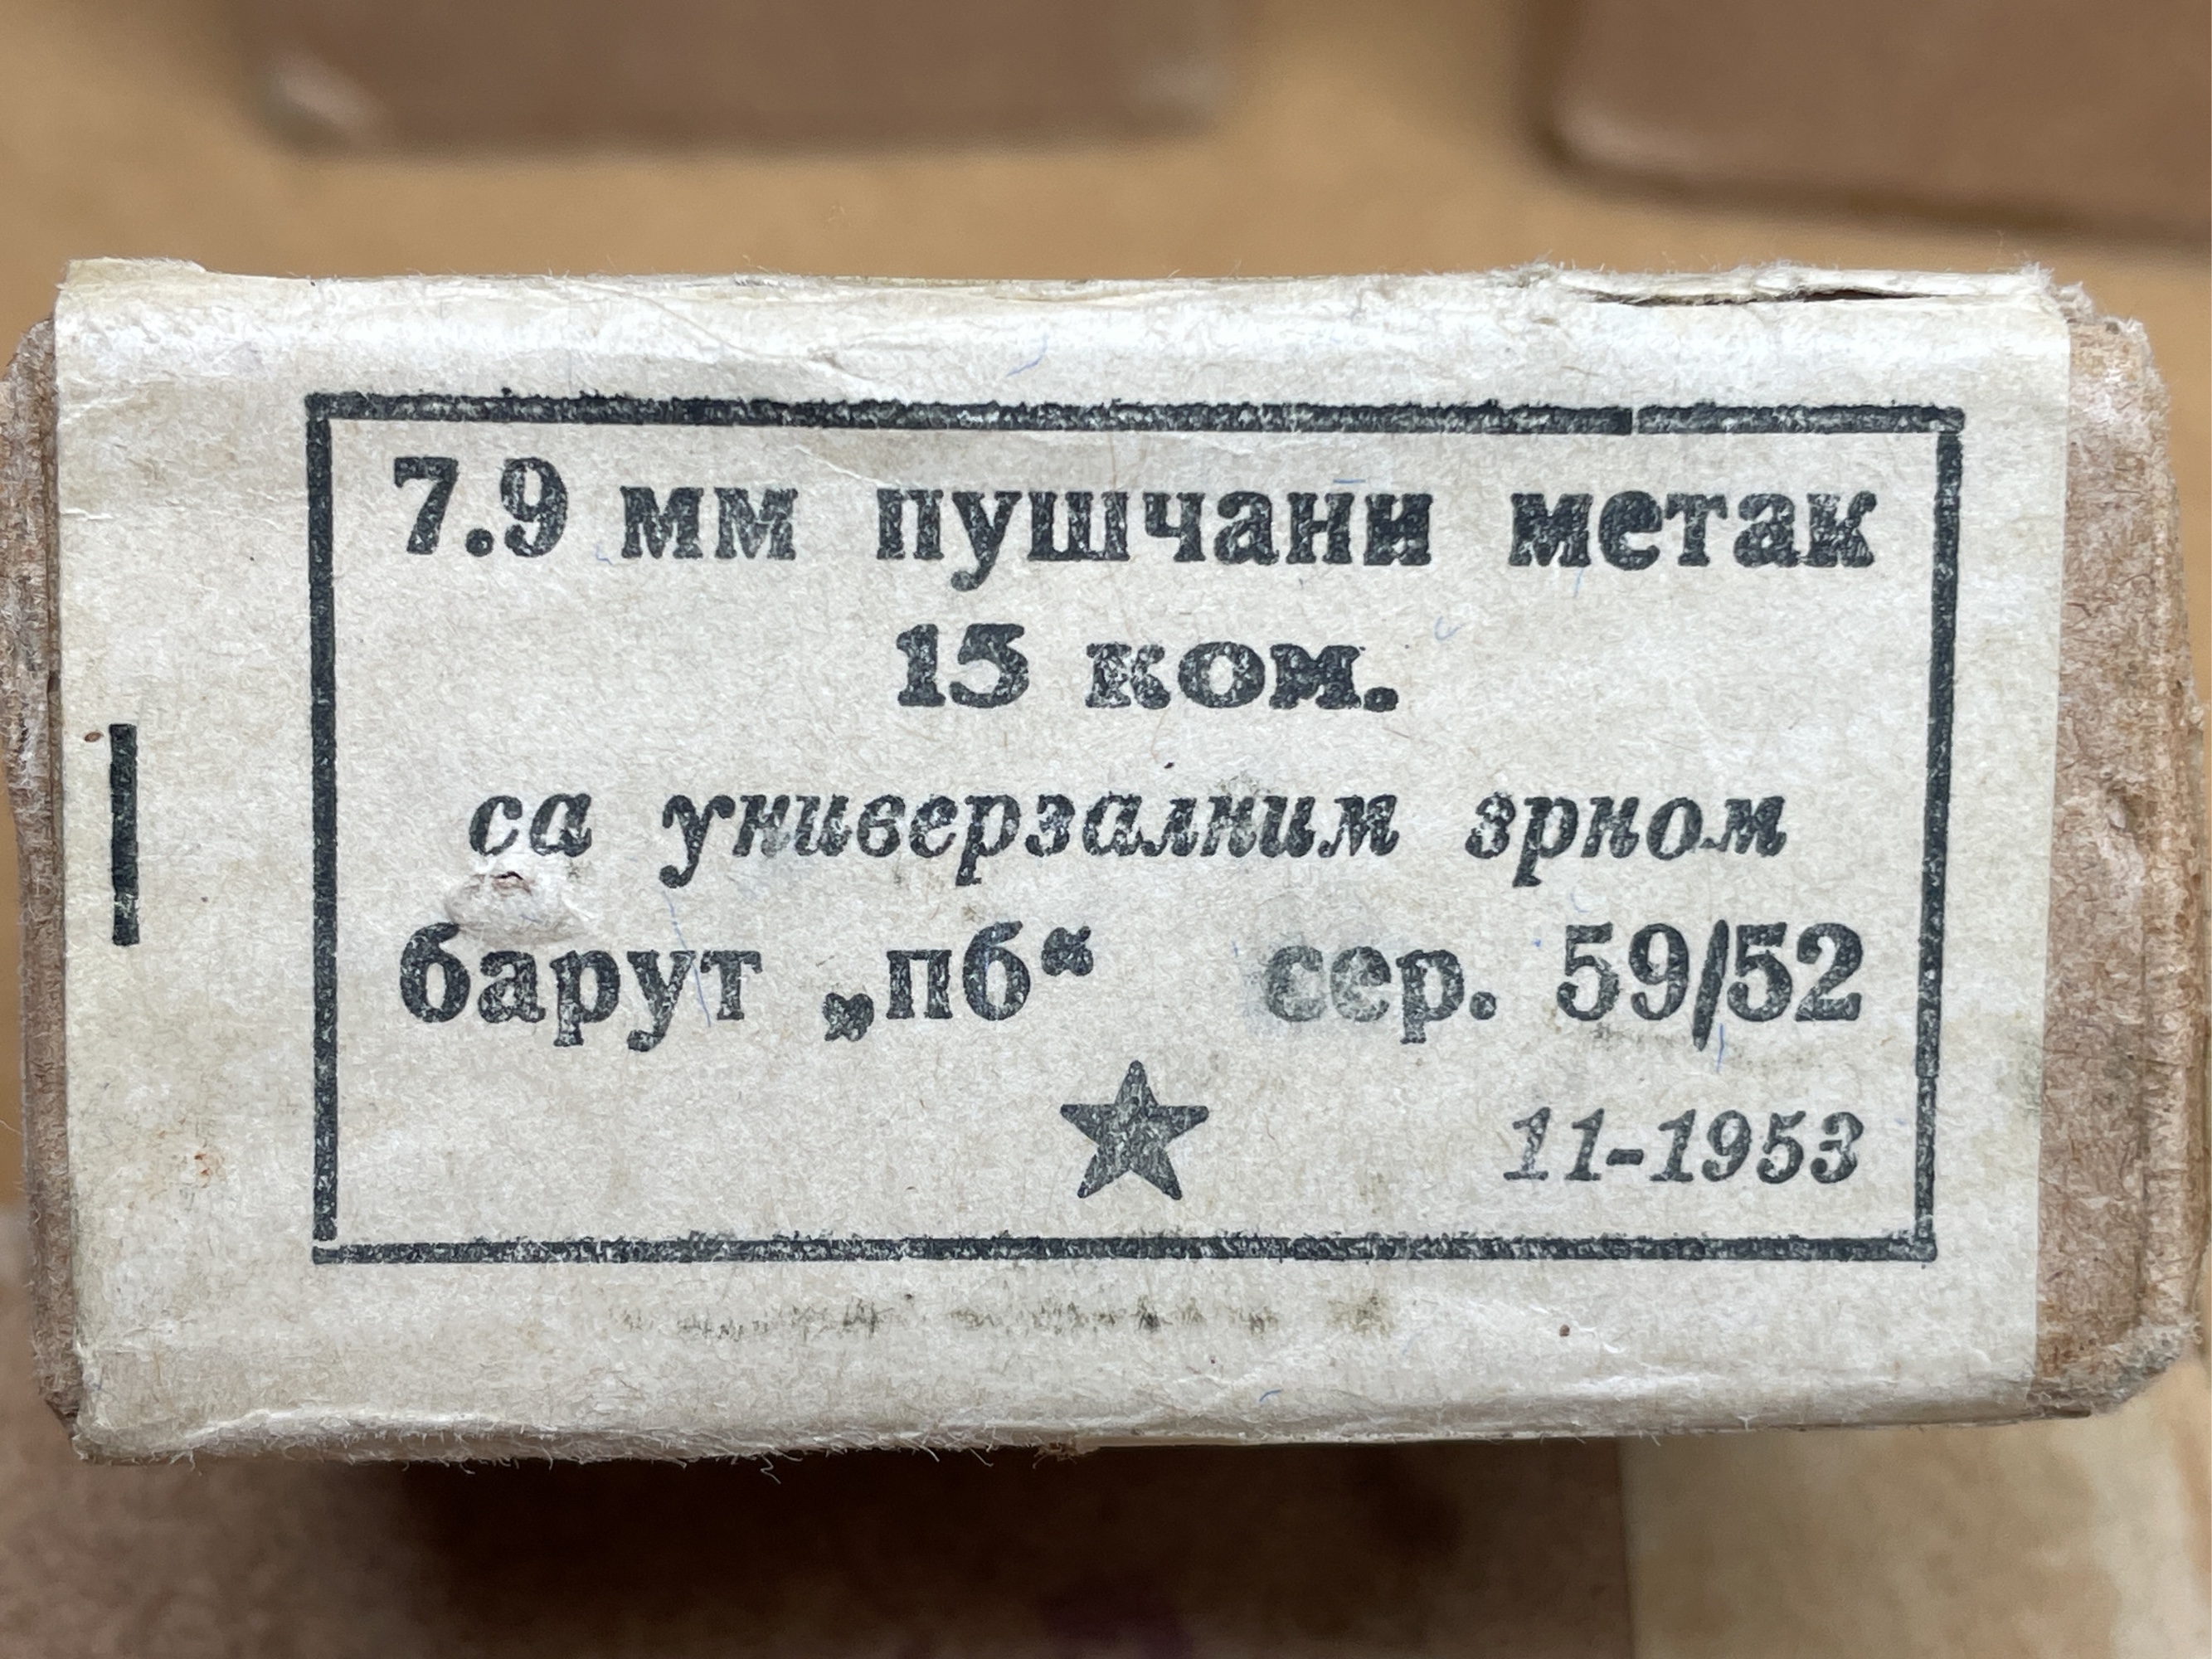 7.9 мм пушчани метак
15 ком.
са универзалним зрном
барут „пб“ сер. 59/52
11-1953